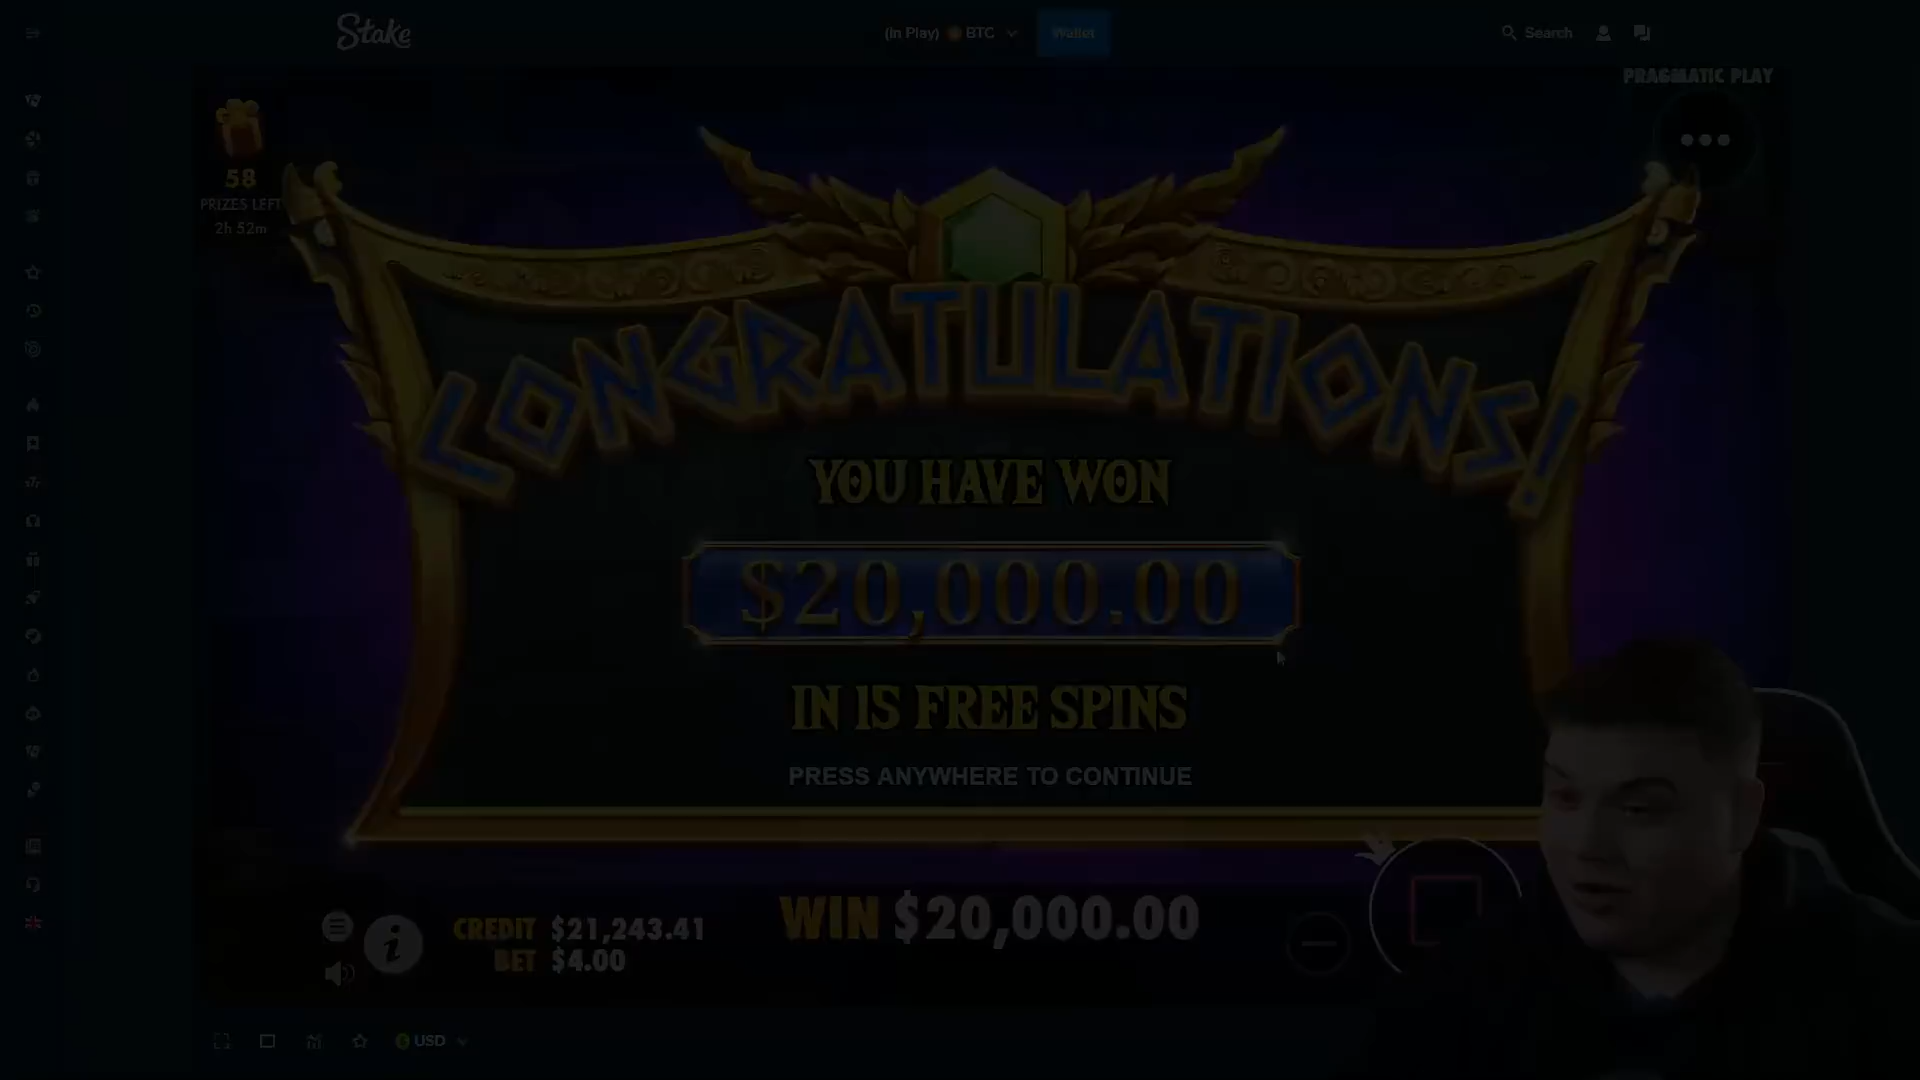 Stake
(In Play) BTC
Wallet
Search
PRAGMATIC PLAY
58
PRIZES LEFT
2h 52m
CONGRATULATIONS!
YOU HAVE WON
$20,000.00
IN 15 FREE SPINS
PRESS ANYWHERE TO CONTINUE
CREDIT $21,243.41
BET $4.00
WIN $20,000.00
USD